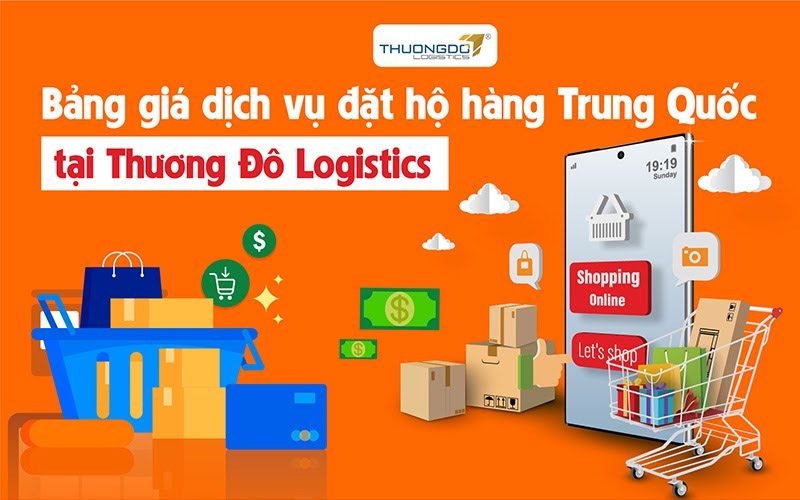 THUONGDO®
LOGISTICS
Bảng giá dịch vụ đặt hộ hàng Trung Quốc
tại Thương Đô Logistics
19:19
Sunday
$
Shopping
Online
$
$
Let's shop